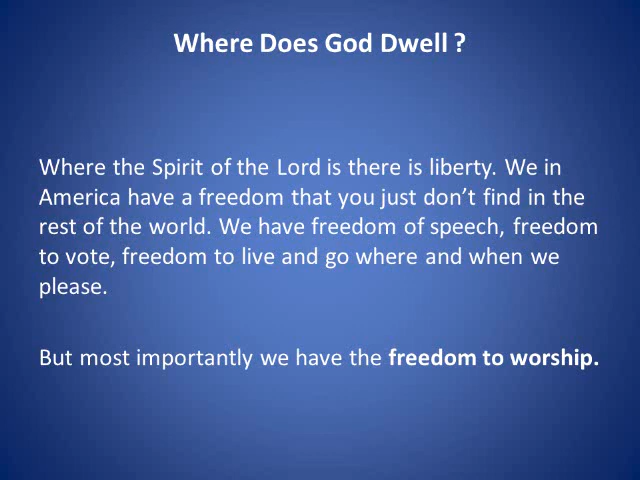 Where Does God Dwell ?
Where the Spirit of the Lord is there is liberty. We in
America have a freedom that you just don’t find in the
rest of the world. We have freedom of speech, freedom
to vote, freedom to live and go where and when we
please.
But most importantly we have the freedom to worship.